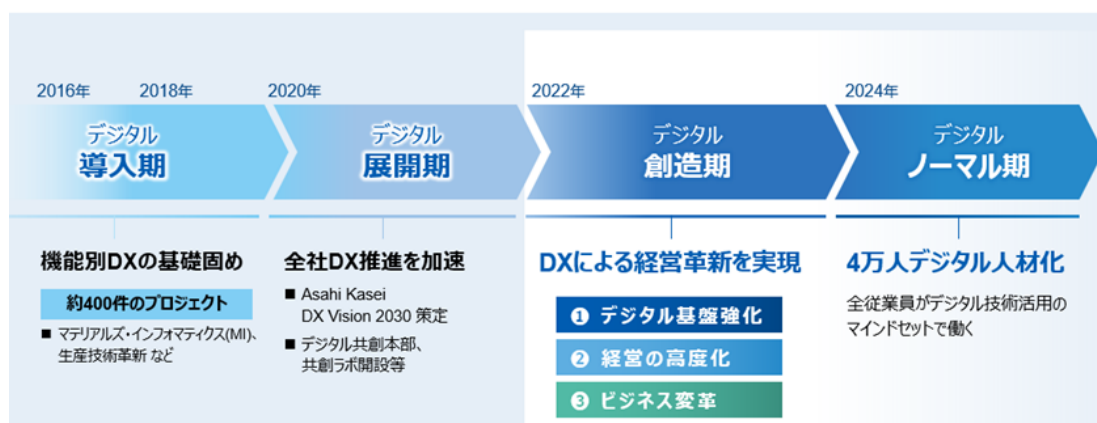 2016年 2018年 2020年 2022年 2024年
デジタル
導入期
デジタル
展開期
デジタル
創造期
デジタル
ノーマル期
機能別DXの基礎固め
約400件のプロジェクト
■ マテリアルズ・インフォマティクス(MI)、
生産技術革新 など
全社DX推進を加速
■ Asahi Kasei
DX Vision 2030 策定
■ デジタル共創本部、
共創ラボ開設等
DXによる経営革新を実現
❶ デジタル基盤強化
❷ 経営の高度化
❸ ビジネス変革
4万人デジタル人材化
全従業員がデジタル技術活用の
マインドセットで働く